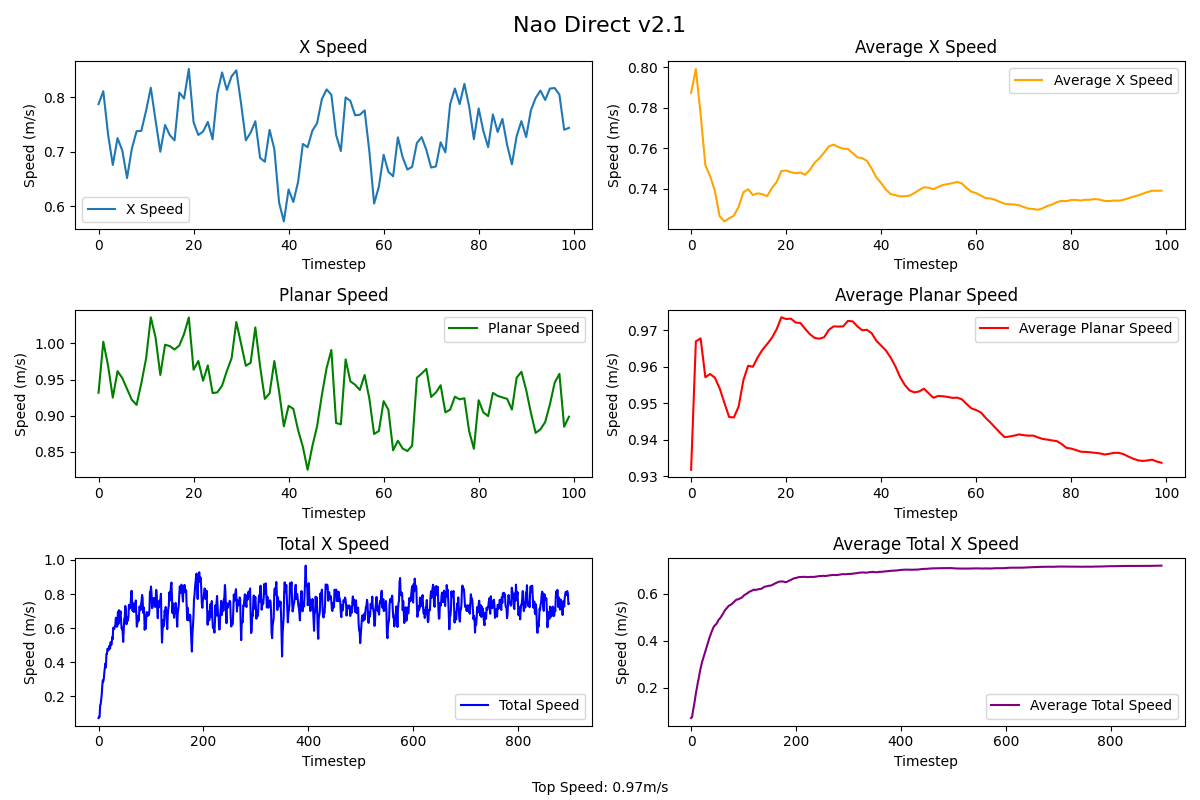 Nao Direct v2.1
X Speed
Speed (m/s)
0.8
0.7
0.6
X Speed
0 20 40 60 80 100
Timestep
Average X Speed
Speed (m/s)
0.80
0.78
0.76
0.74
Average X Speed
0 20 40 60 80 100
Timestep
Planar Speed
Speed (m/s)
1.00
0.95
0.90
0.85
Planar Speed
0 20 40 60 80 100
Timestep
Average Planar Speed
Speed (m/s)
0.97
0.96
0.95
0.94
0.93
Average Planar Speed
0 20 40 60 80 100
Timestep
Total X Speed
Speed (m/s)
1.0
0.8
0.6
0.4
0.2
Total Speed
0 200 400 600 800
Timestep
Average Total X Speed
Speed (m/s)
0.6
0.4
0.2
Average Total Speed
0 200 400 600 800
Timestep
Top Speed: 0.97m/s